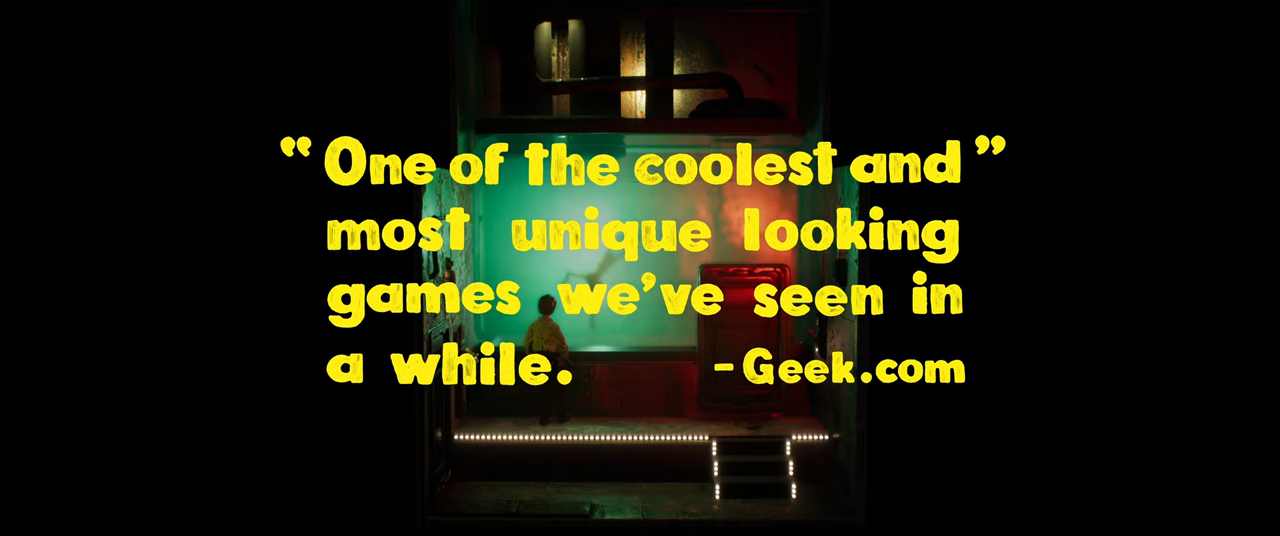 “ One of the coolest and ”
most unique looking
games we’ve seen in
a while. -Geek.com